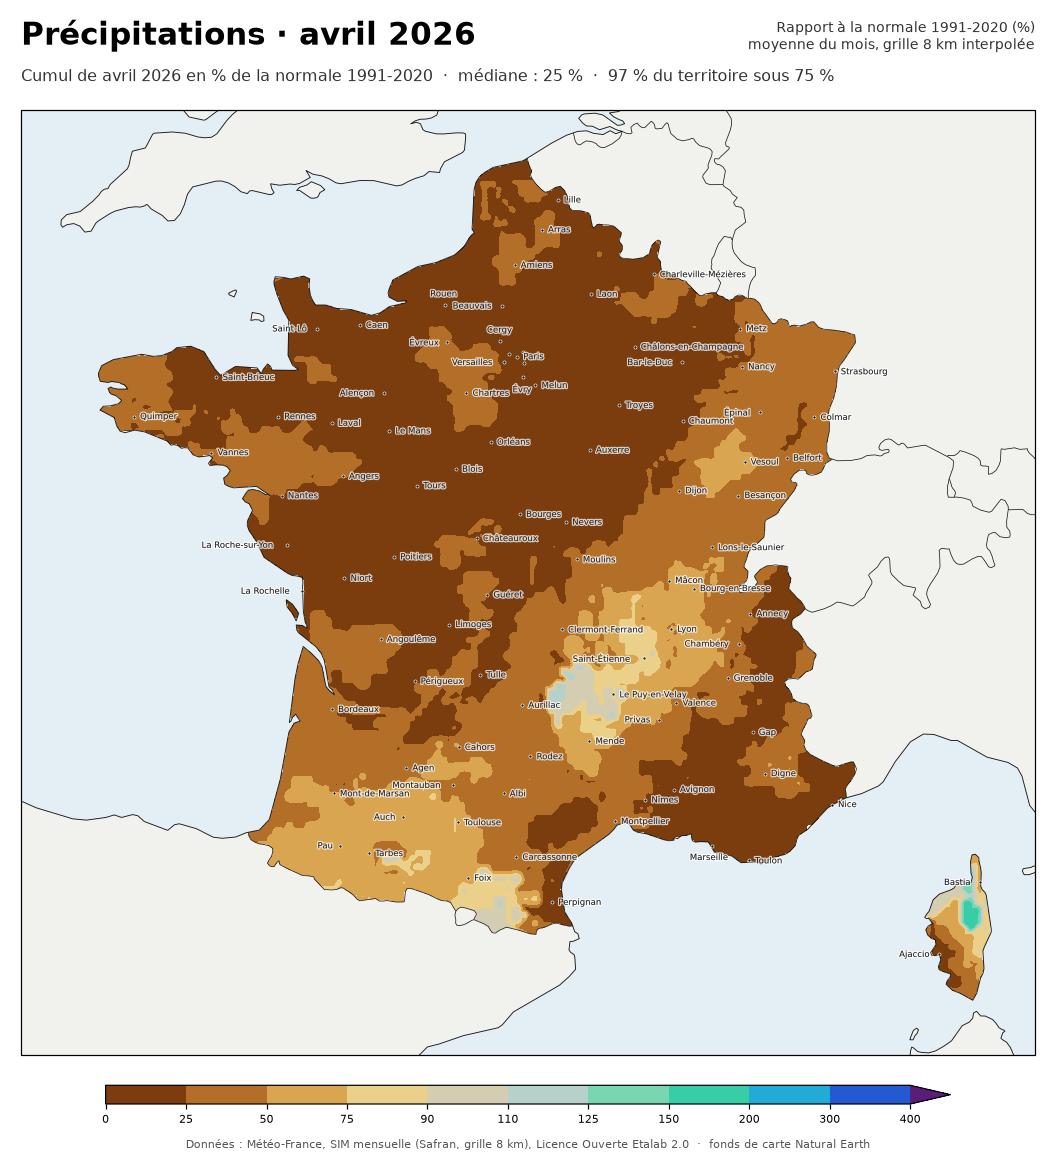 Précipitations · avril 2026
Rapport à la normale 1991-2020 (%)
moyenne du mois, grille 8 km interpolée
Cumul de avril 2026 en % de la normale 1991-2020 · médiane : 25 % · 97 % du territoire sous 75 %
Lille
Arras
Amiens
Charleville-Mézières
Rouen
Laon
Beauvais
Saint-Lô
Caen
Cergy
Metz
Évreux
Châlons-en-Champagne
Versailles
Paris
Bar-le-Duc
Nancy
Strasbourg
Saint-Brieuc
Évry
Melun
Alençon
Chartres
Troyes
Épinal
Colmar
Quimper
Rennes
Laval
Chaumont
Le Mans
Orléans
Auxerre
Vannes
Vesoul
Belfort
Blois
Angers
Tours
Dijon
Besançon
Nantes
Bourges
Nevers
Châteauroux
La Roche-sur-Yon
Lons-le-Saunier
Poitiers
Moulins
Niort
Mâcon
Bourg-en-Bresse
La Rochelle
Guéret
Annecy
Limoges
Clermont-Ferrand
Lyon
Angoulême
Chambéry
Saint-Étienne
Tulle
Grenoble
Périgueux
Le Puy-en-Velay
Valence
Aurillac
Bordeaux
Privas
Gap
Mende
Cahors
Rodez
Agen
Digne
Montauban
Avignon
Mont-de-Marsan
Albi
Nîmes
Nice
Auch
Toulouse
Montpellier
Pau
Tarbes
Carcassonne
Marseille
Toulon
Foix
Bastia
Perpignan
Ajaccio
0 25 50 75 90 110 125 150 200 300 400
Données : Météo-France, SIM mensuelle (Safran, grille 8 km), Licence Ouverte Etalab 2.0 · fonds de carte Natural Earth